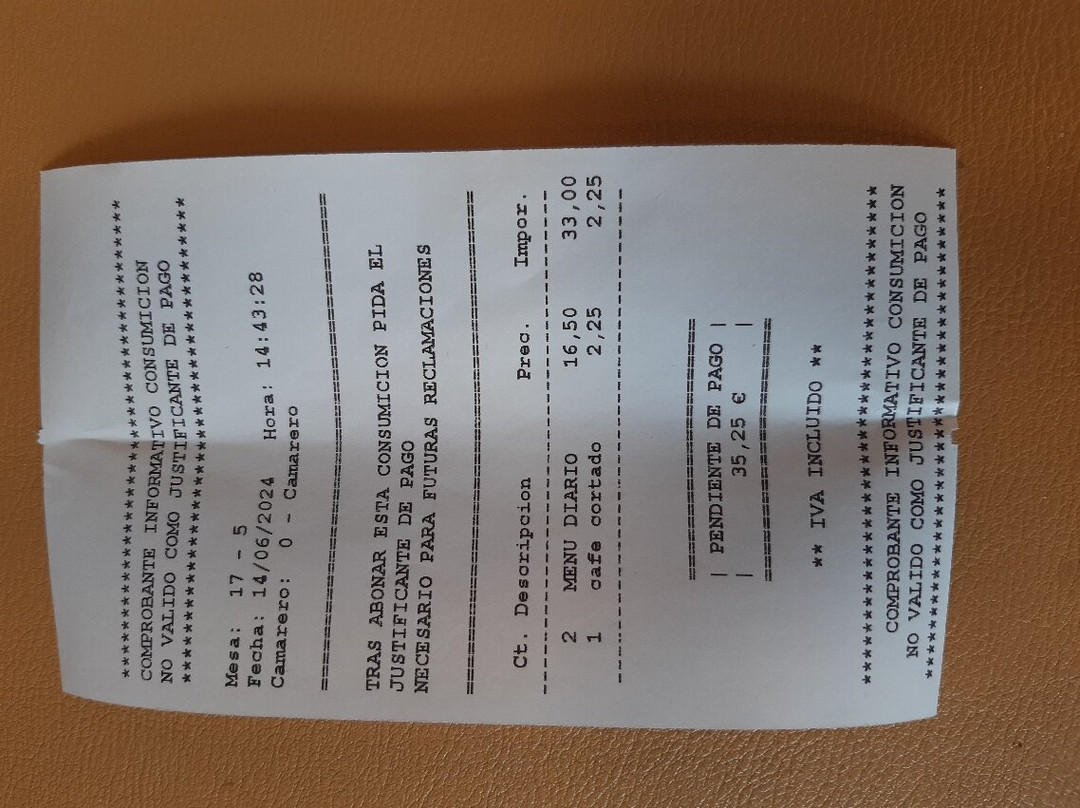 ****************************************
COMPROBANTE INFORMATIVO CONSUMICION
NO VALIDO COMO JUSTIFICANTE DE PAGO
****************************************
Mesa: 17 - 5
Fecha: 14/06/2024 Hora: 14:43:28
Camarero: 0 - Camarero
========================================
TRAS ABONAR ESTA CONSUMICION PIDA EL
JUSTIFICANTE DE PAGO
NECESARIO PARA FUTURAS RECLAMACIONES
========================================
Ct. Descripcion Prec. Impor.
----------------------------------------
2 MENU DIARIO 16,50 33,00
1 cafe cortado 2,25 2,25
----------------------------------------
=====================
| PENDIENTE DE PAGO |
| 35,25 € |
=====================
** IVA INCLUIDO **
****************************************
COMPROBANTE INFORMATIVO CONSUMICION
NO VALIDO COMO JUSTIFICANTE DE PAGO
****************************************